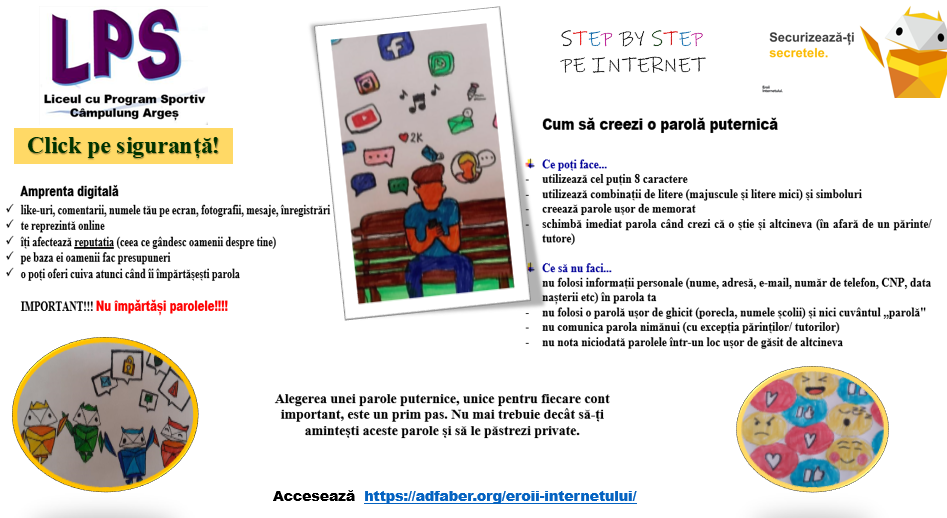 LPS
Liceul cu Program Sportiv
Câmpulung Argeș
Click pe siguranță!
Amprenta digitală
✓ like-uri, comentarii, numele tău pe ecran, fotografii, mesaje, înregistrări
✓ te reprezintă online
✓ îți afectează reputatia (ceea ce gândesc oamenii despre tine)
✓ pe baza ei oamenii fac presupuneri
✓ o poți oferi cuiva atunci când îi împărtășești parola
IMPORTANT!!! Nu împărtăși parolele!!!!
2K
STEP BY STEP
PE INTERNET
Securizează-ți
secretele.
Eroii
Internetului.
Cum să creezi o parolă puternică
Ce poți face...
- utilizează cel puțin 8 caractere
- utilizează combinații de litere (majuscule și litere mici) și simboluri
- creează parole ușor de memorat
- schimbă imediat parola când crezi că o știe și altcineva (în afară de un părinte/
tutore)
Ce să nu faci...
nu folosi informații personale (nume, adresă, e-mail, număr de telefon, CNP, data
nașterii etc) în parola ta
- nu folosi o parolă ușor de ghicit (porecla, numele școlii) și nici cuvântul „parolă"
- nu comunica parola nimănui (cu excepția părinților/ tutorilor)
- nu nota niciodată parolele într-un loc ușor de găsit de altcineva
Alegerea unei parole puternice, unice pentru fiecare cont
important, este un prim pas. Nu mai trebuie decât să-ți
amintești aceste parole și să le păstrezi private.
Accesează https://adfaber.org/eroii-internetului/